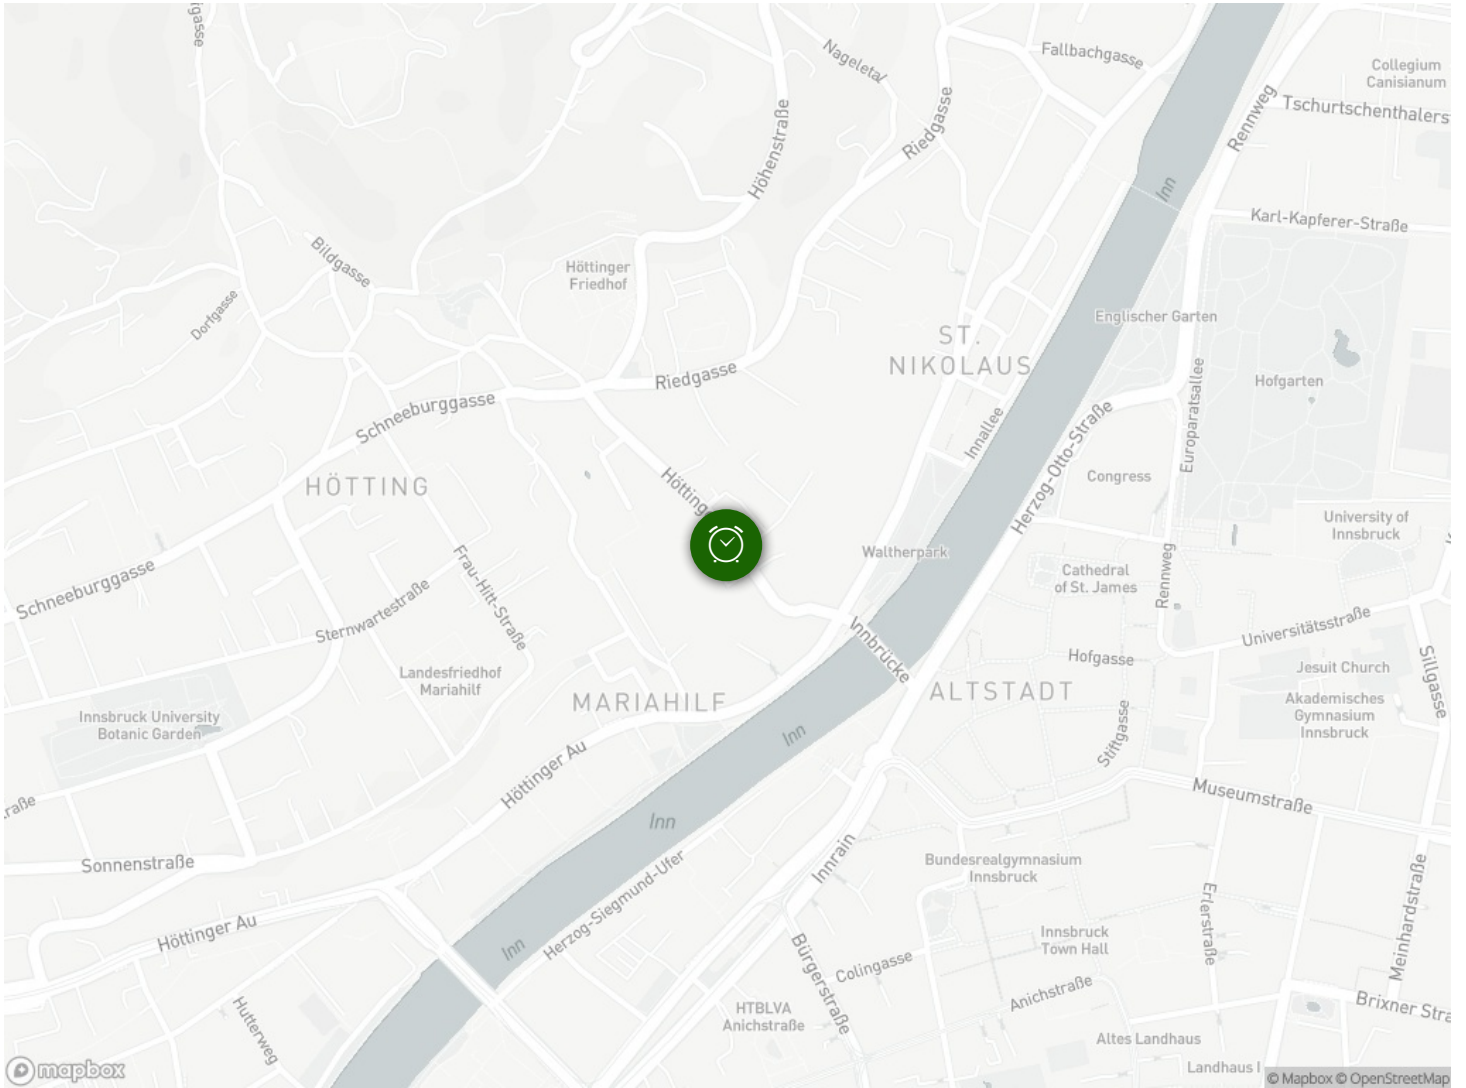 igasse
Nageletal
Fallbachgasse
Collegium
Canisianum
Tschurtschenthalers
Rennweg
Riedgasse
Höhenstraße
Inn
Karl-Kapferer-Straße
Bildgasse
Höttinger
Friedhof
Dorfgasse
Englischer Garten
ST.
NIKOLAUS
Hofgarten
Riedgasse
Europaratsallee
Schneeburggasse
Innallee
Herzog-Otto-Straße
Congress
HÖTTING
Höttinge
University of
Innsbruck
Waltherpark
Cathedral
of St. James
Rennweg
Schneeburggasse
Frau-Hitt-Straße
Sternwartestraße
Innbrücke
Universitätsstraße
Hofgasse
Jesuit Church
Sillgasse
Landesfriedhof
Mariahilf
MARIAHILF
ALTSTADT
Akademisches
Gymnasium
Innsbruck
Innsbruck University
Botanic Garden
Inn
Stiftgasse
Höttinger Au
raße
Museumstraße
Inn
Sonnenstraße
Innrain
Bundesrealgymnasium
Innsbruck
Herzog-Siegmund-Ufer
Erlerstraße
Meinhardstraße
Höttinger Au
Inn
Innsbruck
Town Hall
Bürgerstraße
Colingasse
Anichstraße
Brixner Stra
Hutterweg
HTBLVA
Anichstraße
Altes Landhaus
Landhaus I
mapbox
© Mapbox © OpenStreetMap